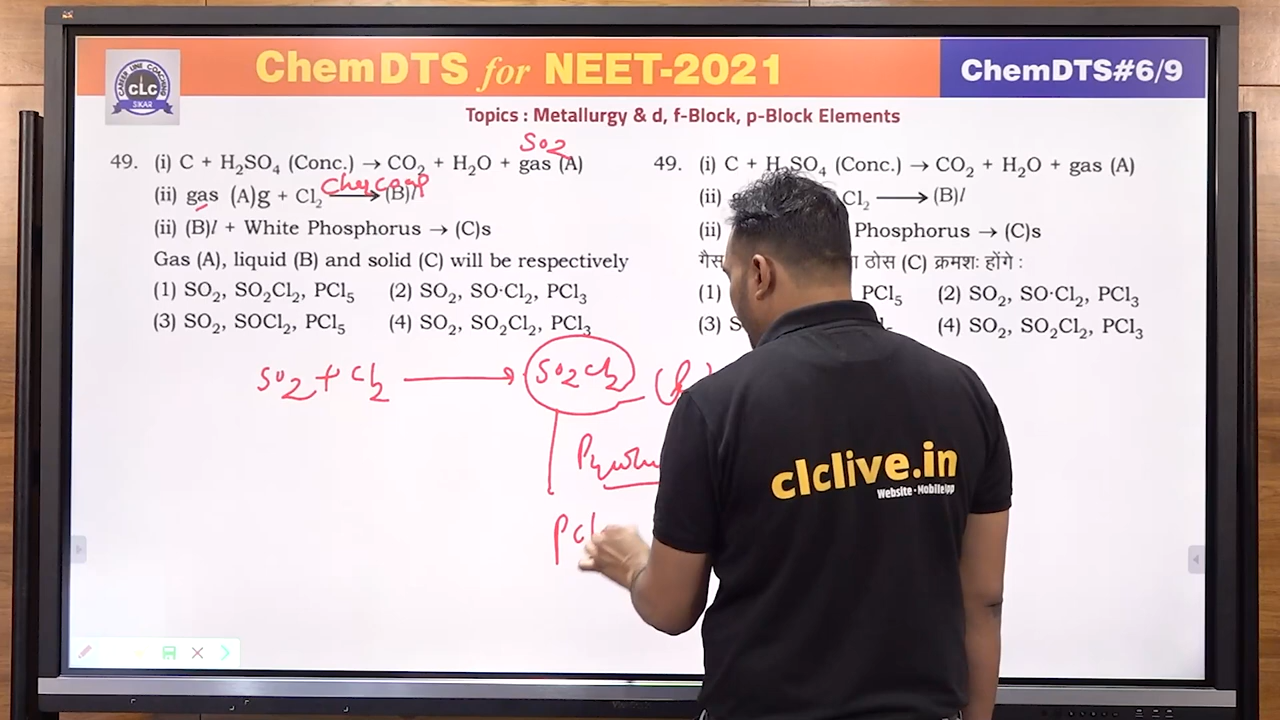 CAREER LINE COACHING
CLC
SIKAR
ChemDTS for NEET-2021
ChemDTS#6/9
Topics : Metallurgy & d, f-Block, p-Block Elements
SO2
49. (i) C + H₂SO₄ (Conc.) → CO₂ + H₂O + gas (A)
(ii) gas (A)g + Cl₂ ⟶ (B)l
(ii) (B)l + White Phosphorus → (C)s
Gas (A), liquid (B) and solid (C) will be respectively
(1) SO₂, SO₂Cl₂, PCl₅ (2) SO₂, SO·Cl₂, PCl₃
(3) SO₂, SOCl₂, PCl₅ (4) SO₂, SO₂Cl₂, PCl₃
49. (i) C + H₂SO₄ (Conc.) → CO₂ + H₂O + gas (A)
(ii) Cl₂ ⟶ (B)l
(ii) Phosphorus → (C)s
ठोस (C) क्रमशः होंगे :
(1) PCl₅ (2) SO₂, SO·Cl₂, PCl₃
(3) (4) SO₂, SO₂Cl₂, PCl₃
SO2 + Cl2 ⟶ SO2Cl2
PCl
clclive.in
Website • MobileApp